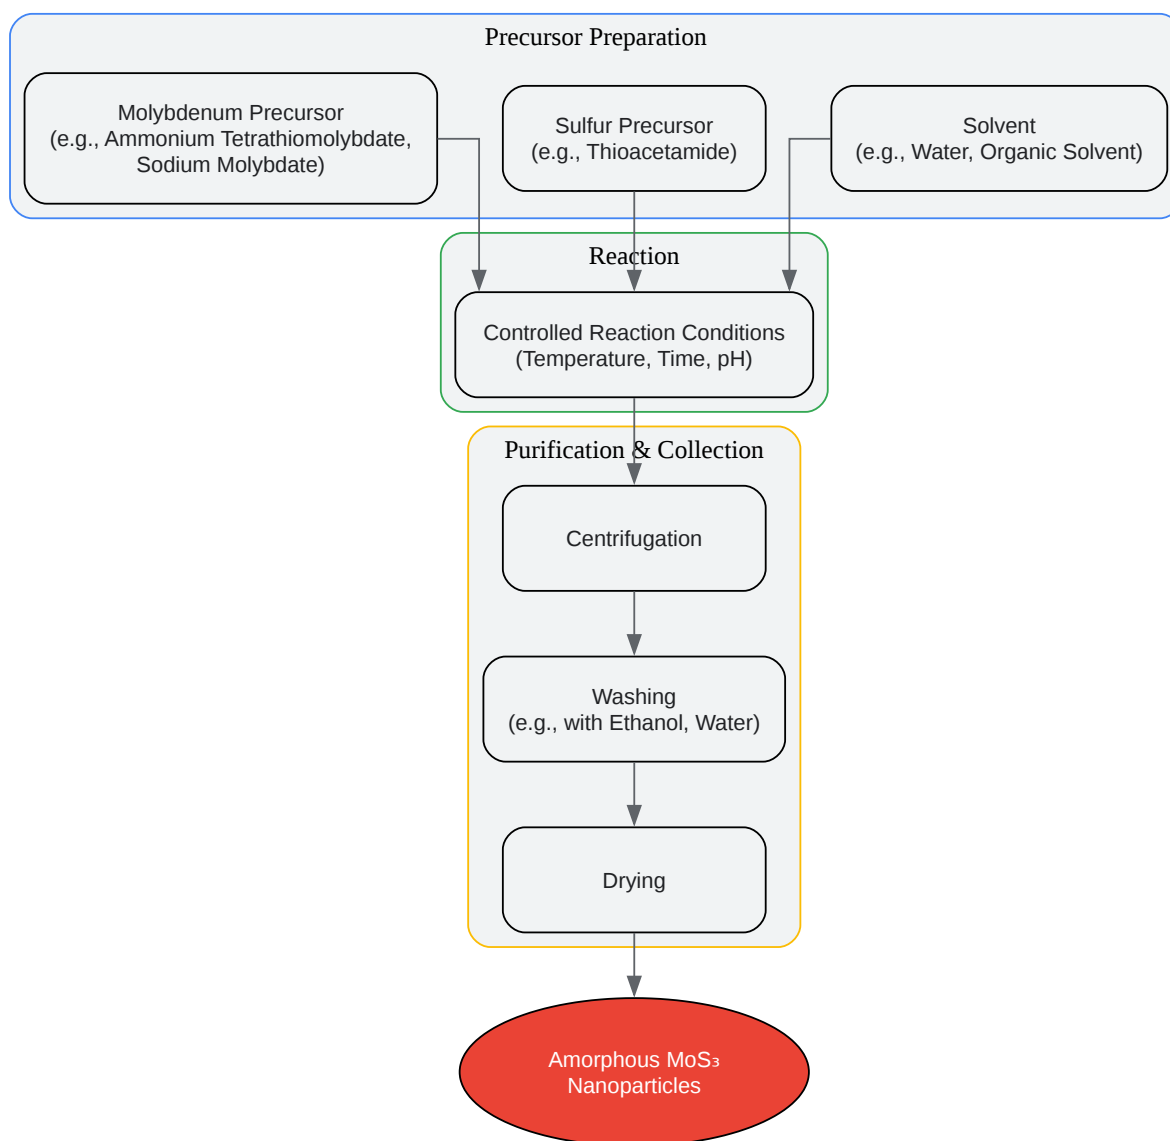 Precursor Preparation
Molybdenum Precursor
(e.g., Ammonium Tetrathiomolybdate,
Sodium Molybdate)
Sulfur Precursor
(e.g., Thioacetamide)
Solvent
(e.g., Water, Organic Solvent)
Reaction
Controlled Reaction Conditions
(Temperature, Time, pH)
Purification & Collection
Centrifugation
Washing
(e.g., with Ethanol, Water)
Drying
Amorphous MoS₃
Nanoparticles